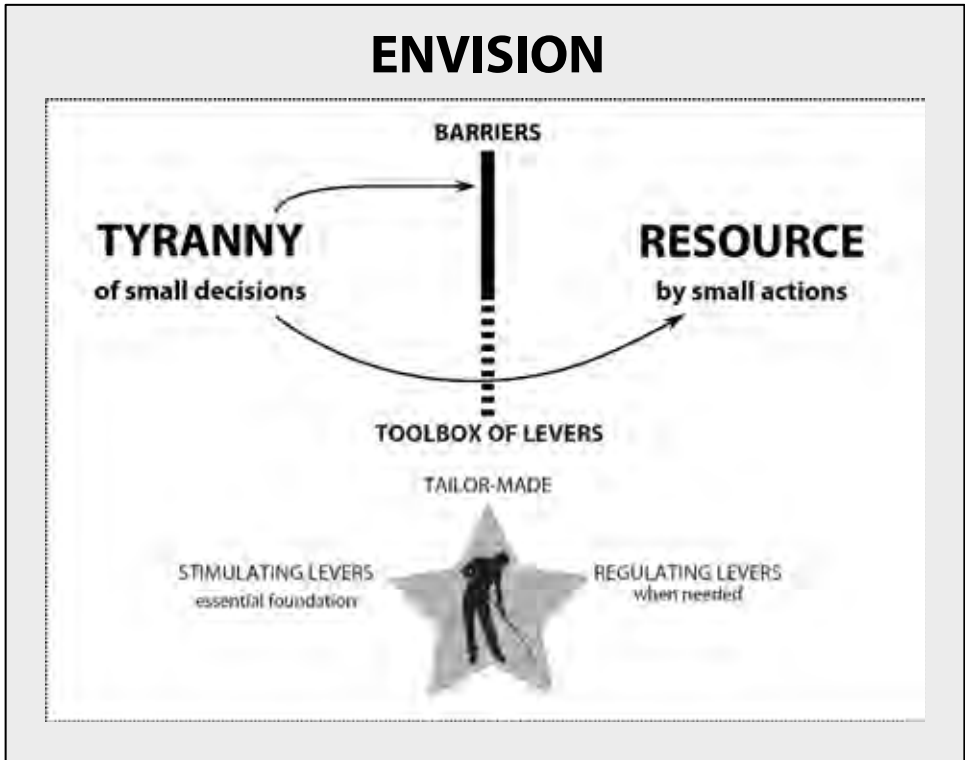 ENVISION
BARRIERS
TYRANNY
of small decisions
RESOURCE
by small actions
TOOLBOX OF LEVERS
TAILOR-MADE
STIMULATING LEVERS
essential foundation
REGULATING LEVERS
when needed